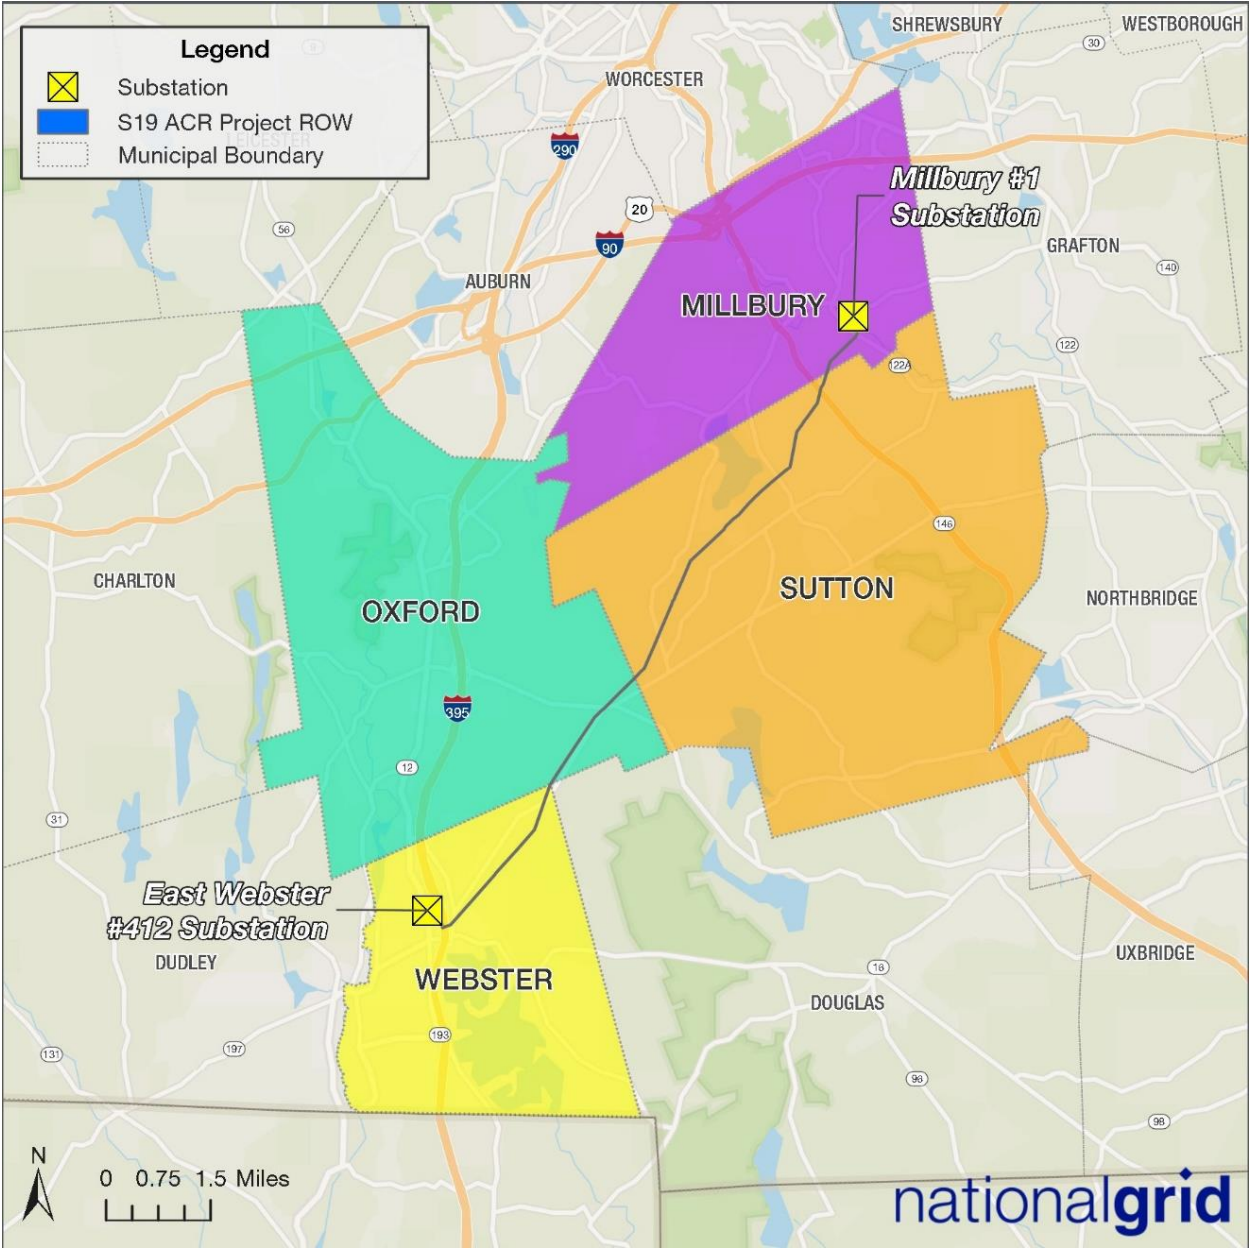 Legend
Substation
S19 ACR Project ROW
Municipal Boundary
LEICESTER
9
SHREWSBURY
WESTBOROUGH
30
WORCESTER
290
Millbury #1
Substation
20
56
90
GRAFTON
140
AUBURN
MILLBURY
122
122A
146
CHARLTON
SUTTON
NORTHBRIDGE
OXFORD
395
12
31
East Webster
#412 Substation
DUDLEY
UXBRIDGE
16
WEBSTER
DOUGLAS
193
197
131
96
98
N
0 0.75 1.5 Miles
nationalgrid